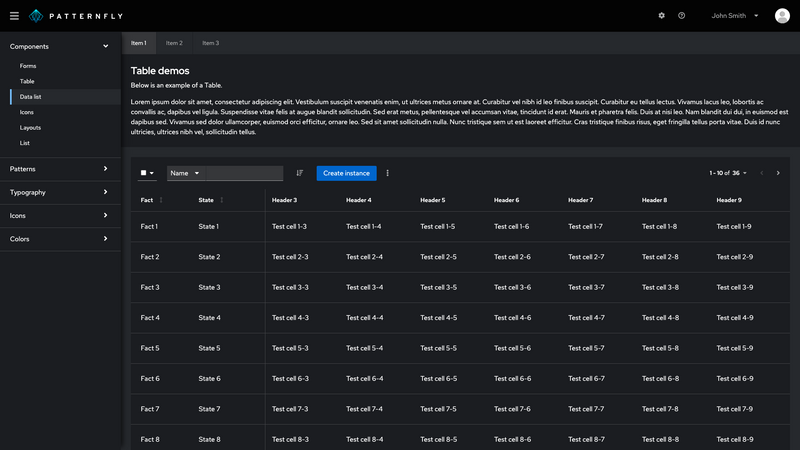 PATTERNFLY
John Smith
Components
Forms
Table
Data list
Icons
Layouts
List
Patterns
Typography
Icons
Colors
Item 1 Item 2 Item 3
Table demos
Below is an example of a Table.
Lorem ipsum dolor sit amet, consectetur adipiscing elit. Vestibulum suscipit venenatis enim, ut ultrices metus ornare at. Curabitur vel nibh id leo finibus suscipit. Curabitur eu tellus lectus. Vivamus lacus leo, lobortis ac
convallis ac, dapibus vel ligula. Suspendisse vitae felis at augue blandit sollicitudin. Sed erat metus, pellentesque vel accumsan vitae, tincidunt id erat. Mauris et pharetra felis. Duis at nisi leo. Nam blandit dui dui, in euismod est
dapibus sed. Vivamus sed dolor ullamcorper, euismod orci efficitur, ornare leo. Sed sit amet sollicitudin nulla. Nunc tristique sem ut est laoreet efficitur. Cras tristique finibus risus, eget fringilla tellus porta vitae. Duis id nunc
ultricies, ultrices nibh vel, sollicitudin tellus.
Name Create instance 1 - 10 of 36
Fact State Header 3 Header 4 Header 5 Header 6 Header 7 Header 8 Header 9
Fact 1 State 1 Test cell 1-3 Test cell 1-4 Test cell 1-5 Test cell 1-6 Test cell 1-7 Test cell 1-8 Test cell 1-9
Fact 2 State 2 Test cell 2-3 Test cell 2-4 Test cell 2-5 Test cell 2-6 Test cell 2-7 Test cell 2-8 Test cell 2-9
Fact 3 State 3 Test cell 3-3 Test cell 3-4 Test cell 3-5 Test cell 3-6 Test cell 3-7 Test cell 3-8 Test cell 3-9
Fact 4 State 4 Test cell 4-3 Test cell 4-4 Test cell 4-5 Test cell 4-6 Test cell 4-7 Test cell 4-8 Test cell 4-9
Fact 5 State 5 Test cell 5-3 Test cell 5-4 Test cell 5-5 Test cell 5-6 Test cell 5-7 Test cell 5-8 Test cell 5-9
Fact 6 State 6 Test cell 6-3 Test cell 6-4 Test cell 6-5 Test cell 6-6 Test cell 6-7 Test cell 6-8 Test cell 6-9
Fact 7 State 7 Test cell 7-3 Test cell 7-4 Test cell 7-5 Test cell 7-6 Test cell 7-7 Test cell 7-8 Test cell 7-9
Fact 8 State 8 Test cell 8-3 Test cell 8-4 Test cell 8-5 Test cell 8-6 Test cell 8-7 Test cell 8-8 Test cell 8-9